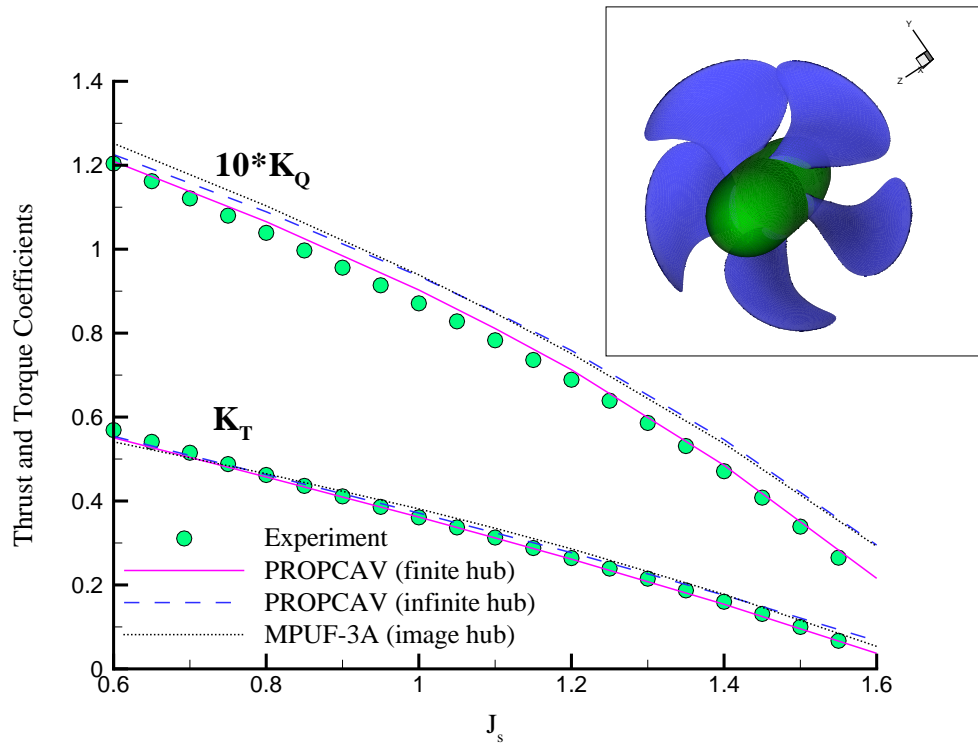 Thrust and Torque Coefficients
1.4
1.2
1
0.8
0.6
0.4
0.2
0
10*K_Q
K_T
Experiment
PROPCAV (finite hub)
PROPCAV (infinite hub)
MPUF-3A (image hub)
0.6
0.8
1
1.2
1.4
1.6
J_s
Y
Z
X